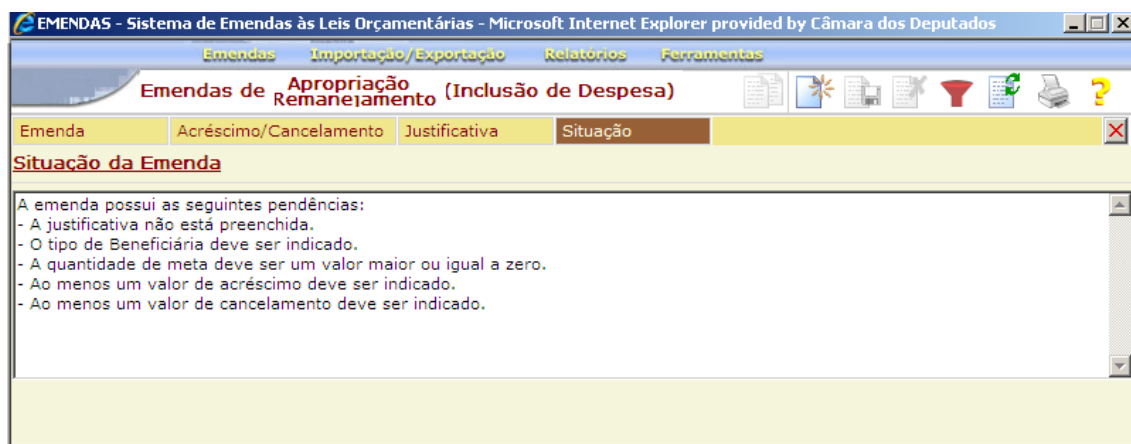 EMENDAS - Sistema de Emendas às Leis Orçamentárias - Microsoft Internet Explorer provided by Câmara dos Deputados
Emendas Importação/Exportação Relatórios Ferramentas
Emendas de Apropriação Remanejamento (Inclusão de Despesa)
Emenda Acréscimo/Cancelamento Justificativa Situação
Situação da Emenda
A emenda possui as seguintes pendências:
- A justificativa não está preenchida.
- O tipo de Beneficiária deve ser indicado.
- A quantidade de meta deve ser um valor maior ou igual a zero.
- Ao menos um valor de acréscimo deve ser indicado.
- Ao menos um valor de cancelamento deve ser indicado.